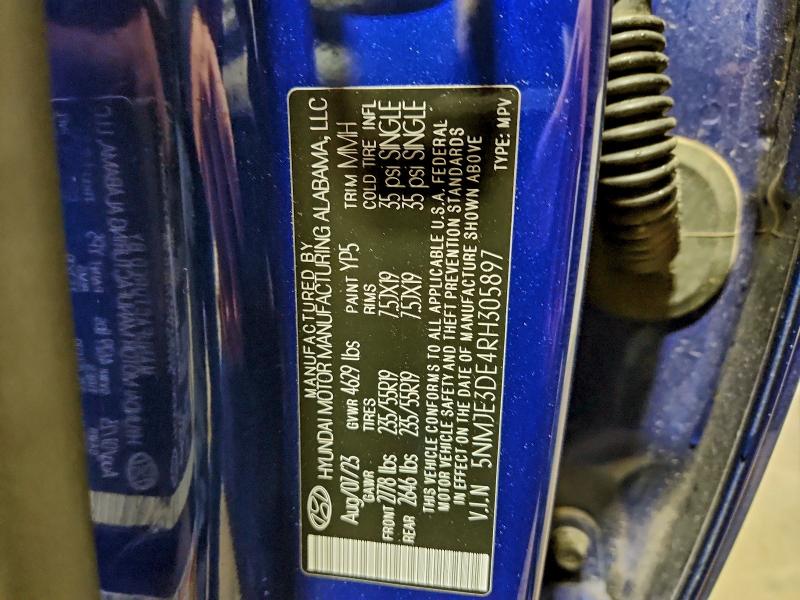 MANUFACTURED BY
HYUNDAI MOTOR MANUFACTURING ALABAMA, LLC
Aug/07/23 GVWR 4629 lbs PAINT YP5 TRIM MMH
GAWR TIRES RIMS COLD TIRE INFL
FRONT 2778 lbs 235/55R19 7.5JX19 35 psi SINGLE
REAR 2646 lbs 235/55R19 7.5JX19 35 psi SINGLE
THIS VEHICLE CONFORMS TO ALL APPLICABLE U.S.A. FEDERAL
MOTOR VEHICLE SAFETY AND THEFT PREVENTION STANDARDS
IN EFFECT ON THE DATE OF MANUFACTURE SHOWN ABOVE
V.I.N 5NMJE3DE4RH305897 TYPE: MPV